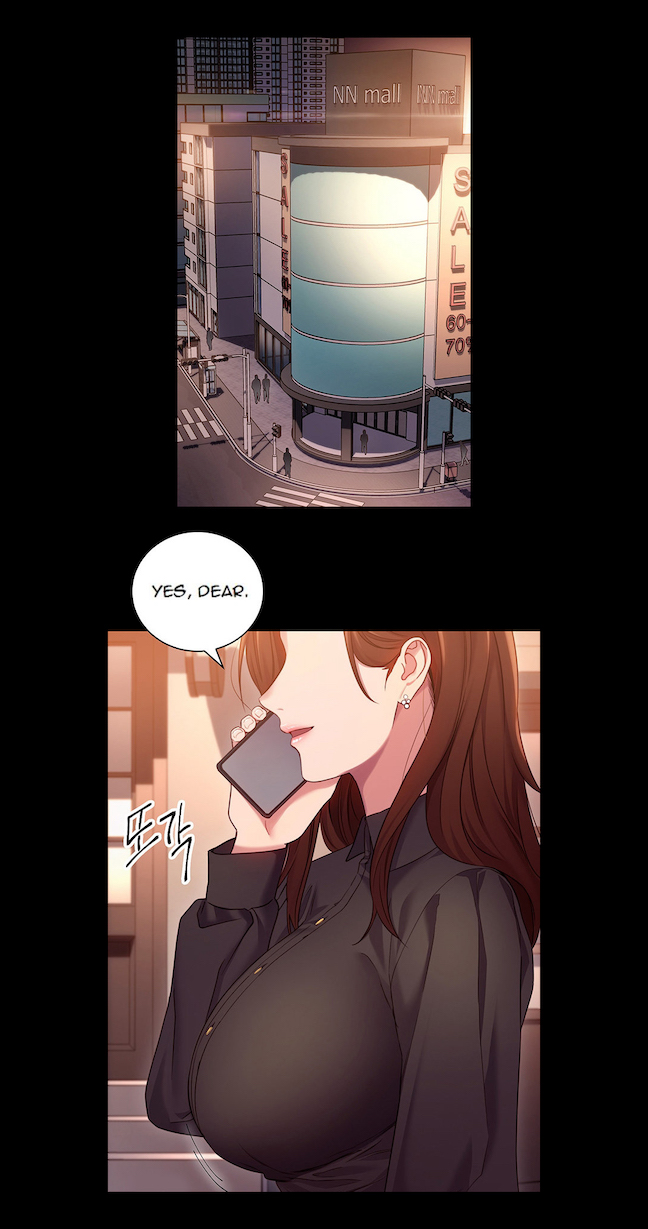 NN mall
NN mall
SALE
SALE
60-
70%
YES, DEAR.
또각